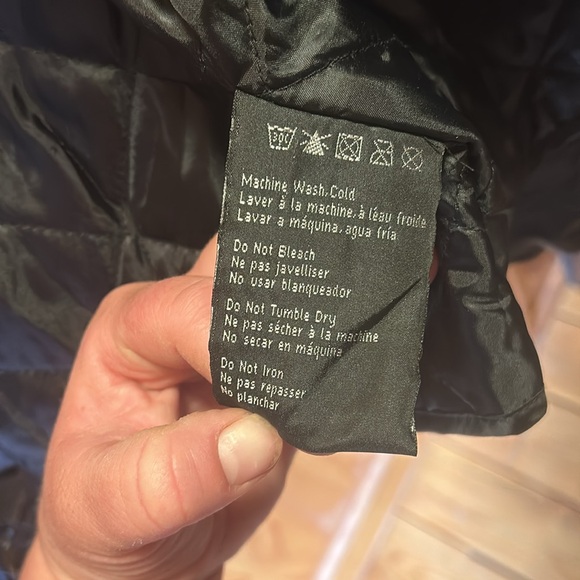 30C
Machine Wash,Cold
Laver à la machine, à léau froide
Lavar a máquina, agua fría
Do Not Bleach
Ne pas javelliser
No usar blanqueador
Do Not Tumble Dry
Ne pas sécher à la machine
No secar en máquina
Do Not Iron
Ne pas repasser
No planchar